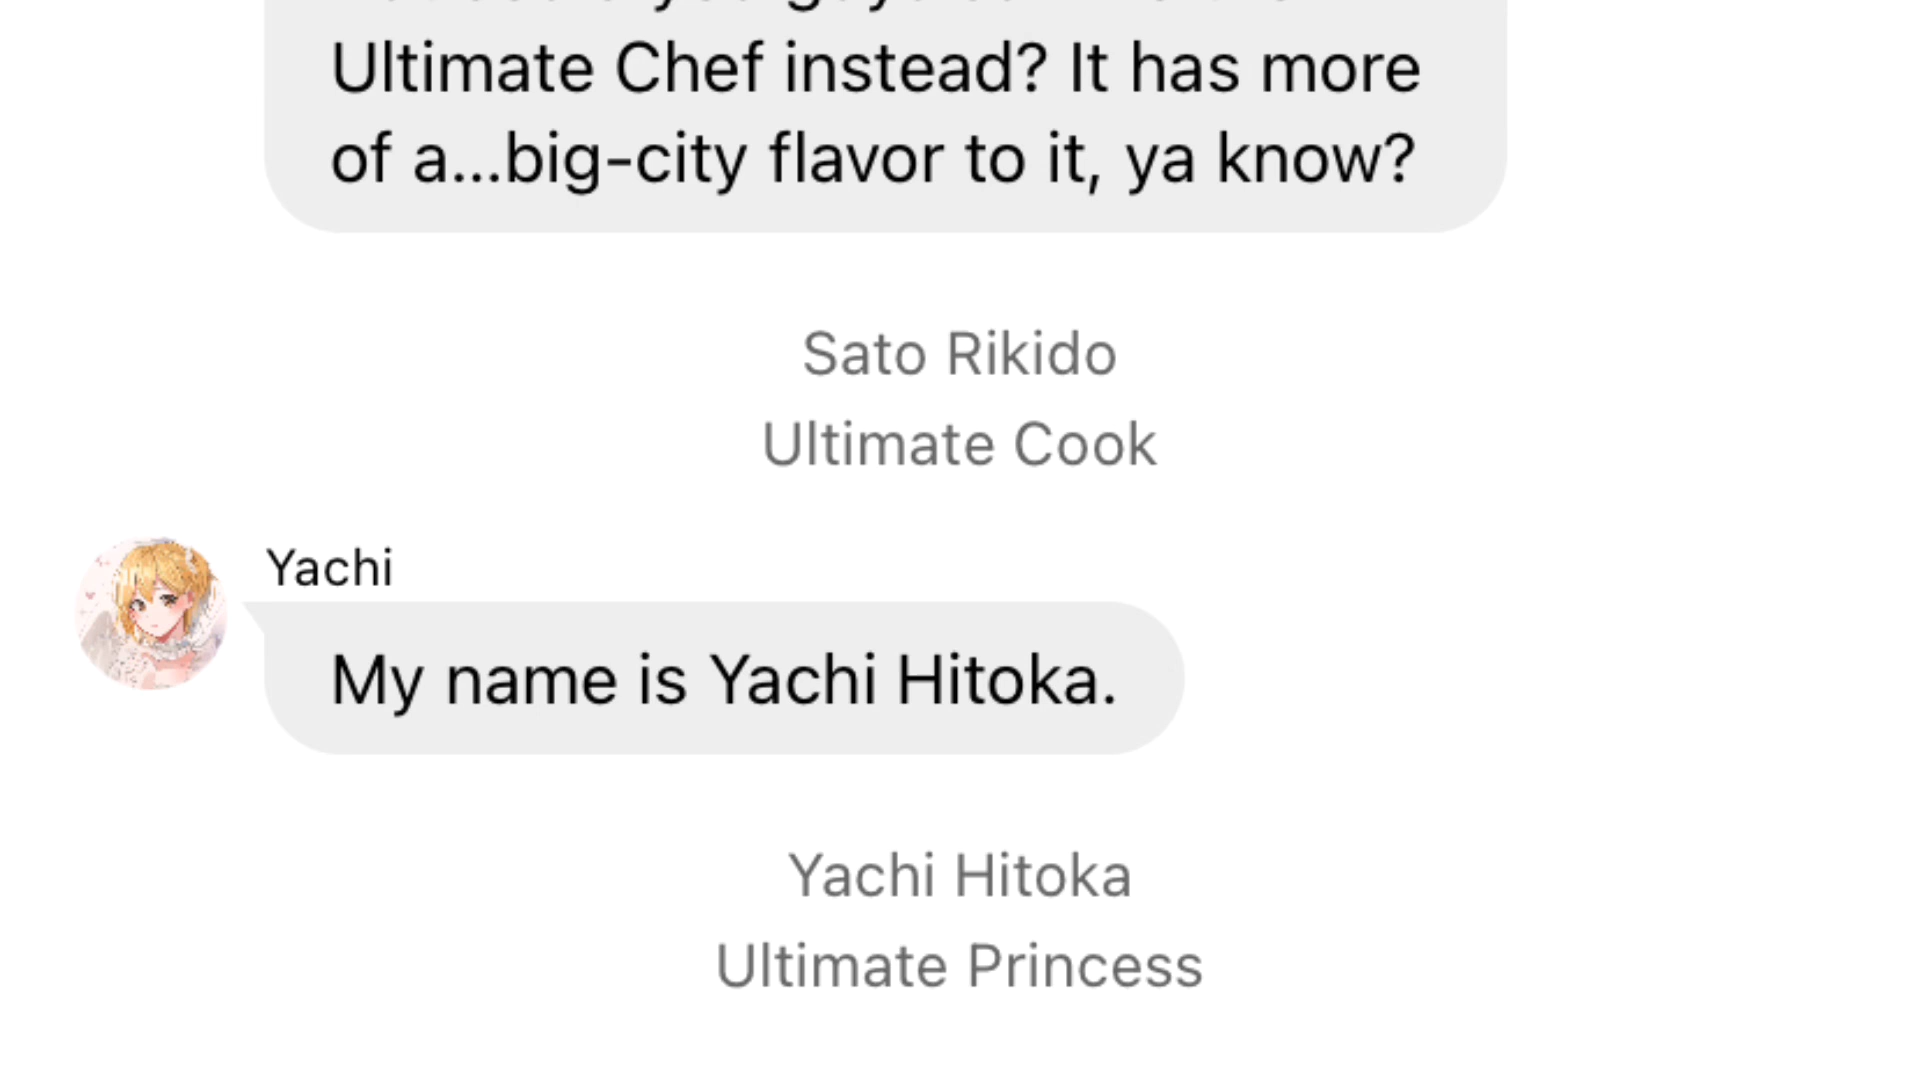 Ultimate Chef instead? It has more
of a...big-city flavor to it, ya know?
Sato Rikido
Ultimate Cook
Yachi
My name is Yachi Hitoka.
Yachi Hitoka
Ultimate Princess